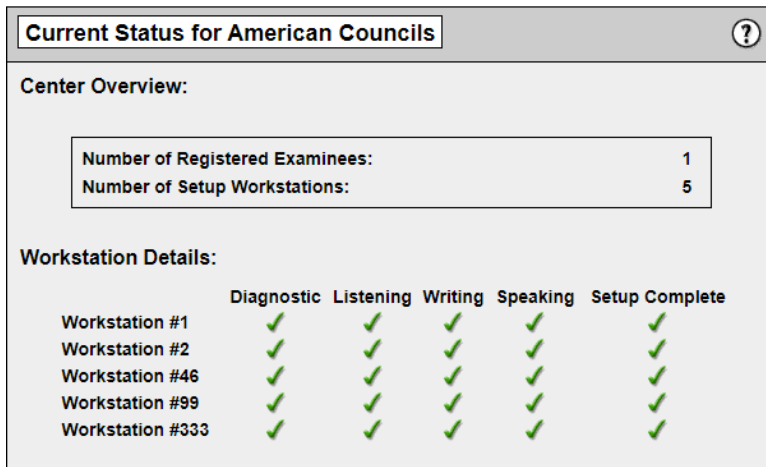 Current Status for American Councils
?
Center Overview:
Number of Registered Examinees: 1
Number of Setup Workstations: 5
Workstation Details:
Diagnostic Listening Writing Speaking Setup Complete
Workstation #1
Workstation #2
Workstation #46
Workstation #99
Workstation #333